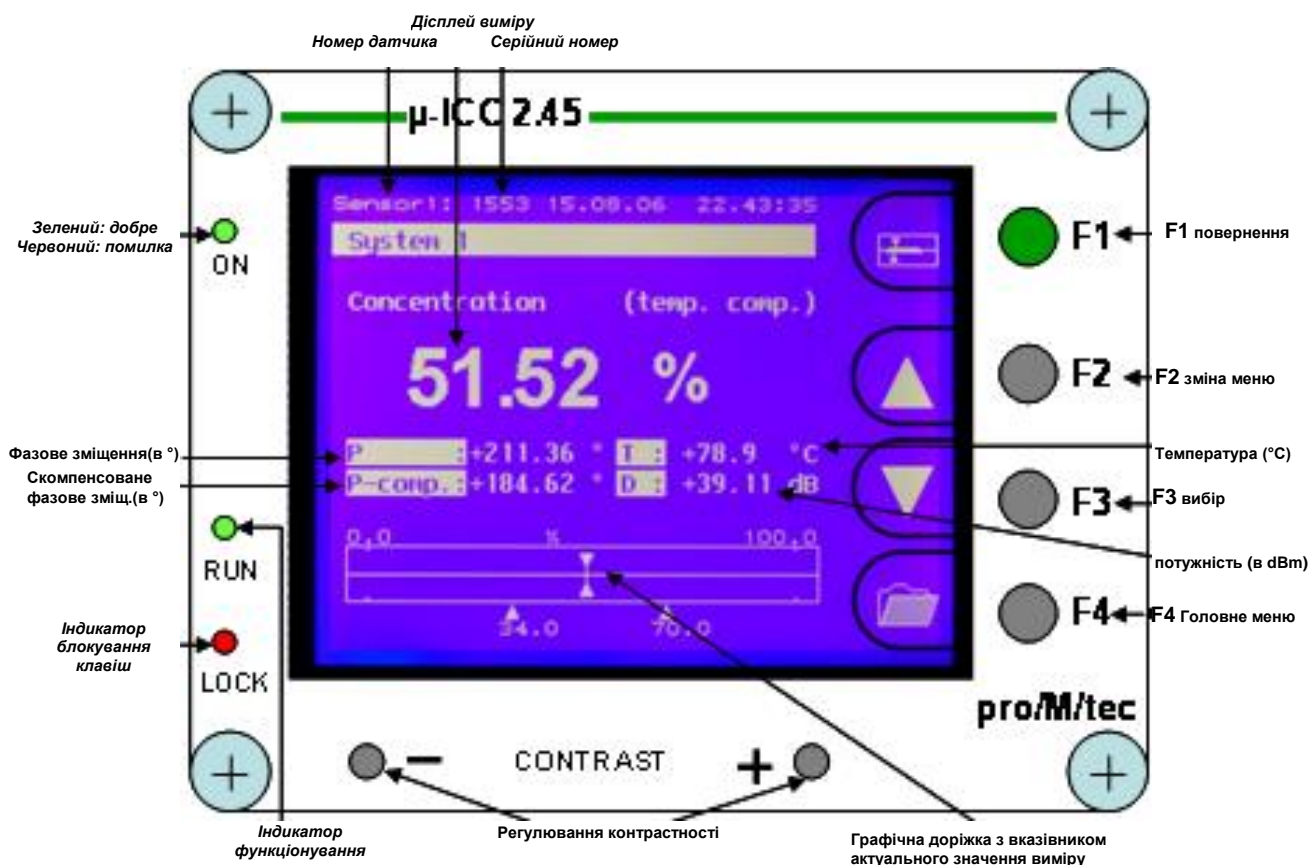 Дісплей виміру
Номер датчика Серійний номер
µ-ICC 2.45
Sensor1: 1553 15.08.06 22.43:35
System 1
Зелений: добре
Червоний: помилка
ON
F1
F1 повернення
Concentration (temp. comp.)
51.52 %
F2
F2 зміна меню
Фазове зміщення(в °)
P :+211.36 ° T : +78.9 °C
Температура (°C)
Скомпенсоване
фазове зміщ.(в °)
P-comp.:+184.62 ° D : +39.11 dB
F3
F3 вибір
RUN
0,0 % 100,0
потужність (в dBm)
34.0 70.0
F4
F4 Головне меню
Індикатор
блокування
клавіш
LOCK
pro/M/tec
− CONTRAST +
Індикатор
функціонування
Регулювання контрастності
Графічна доріжка з вказівником
актуального значення виміру